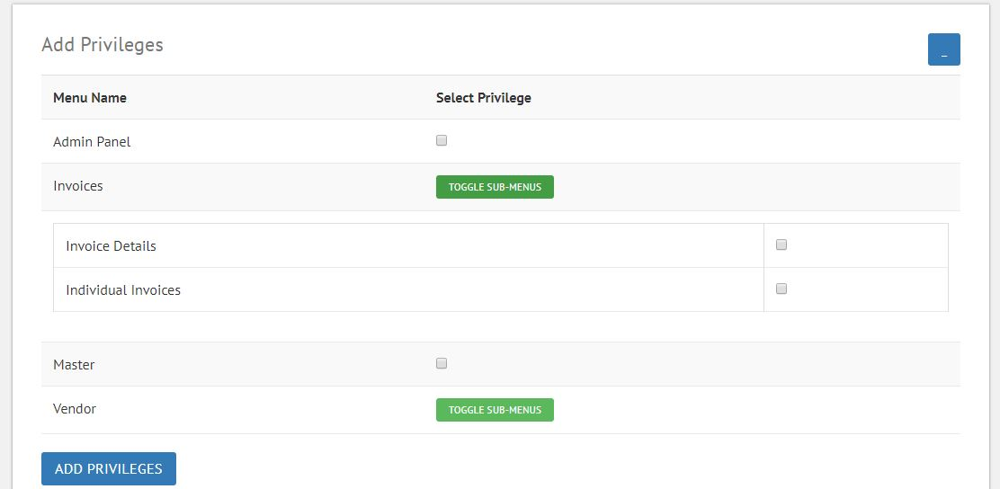 Add Privileges
_
Menu Name Select Privilege
Admin Panel
Invoices TOGGLE SUB-MENUS
Invoice Details
Individual Invoices
Master
Vendor TOGGLE SUB-MENUS
ADD PRIVILEGES